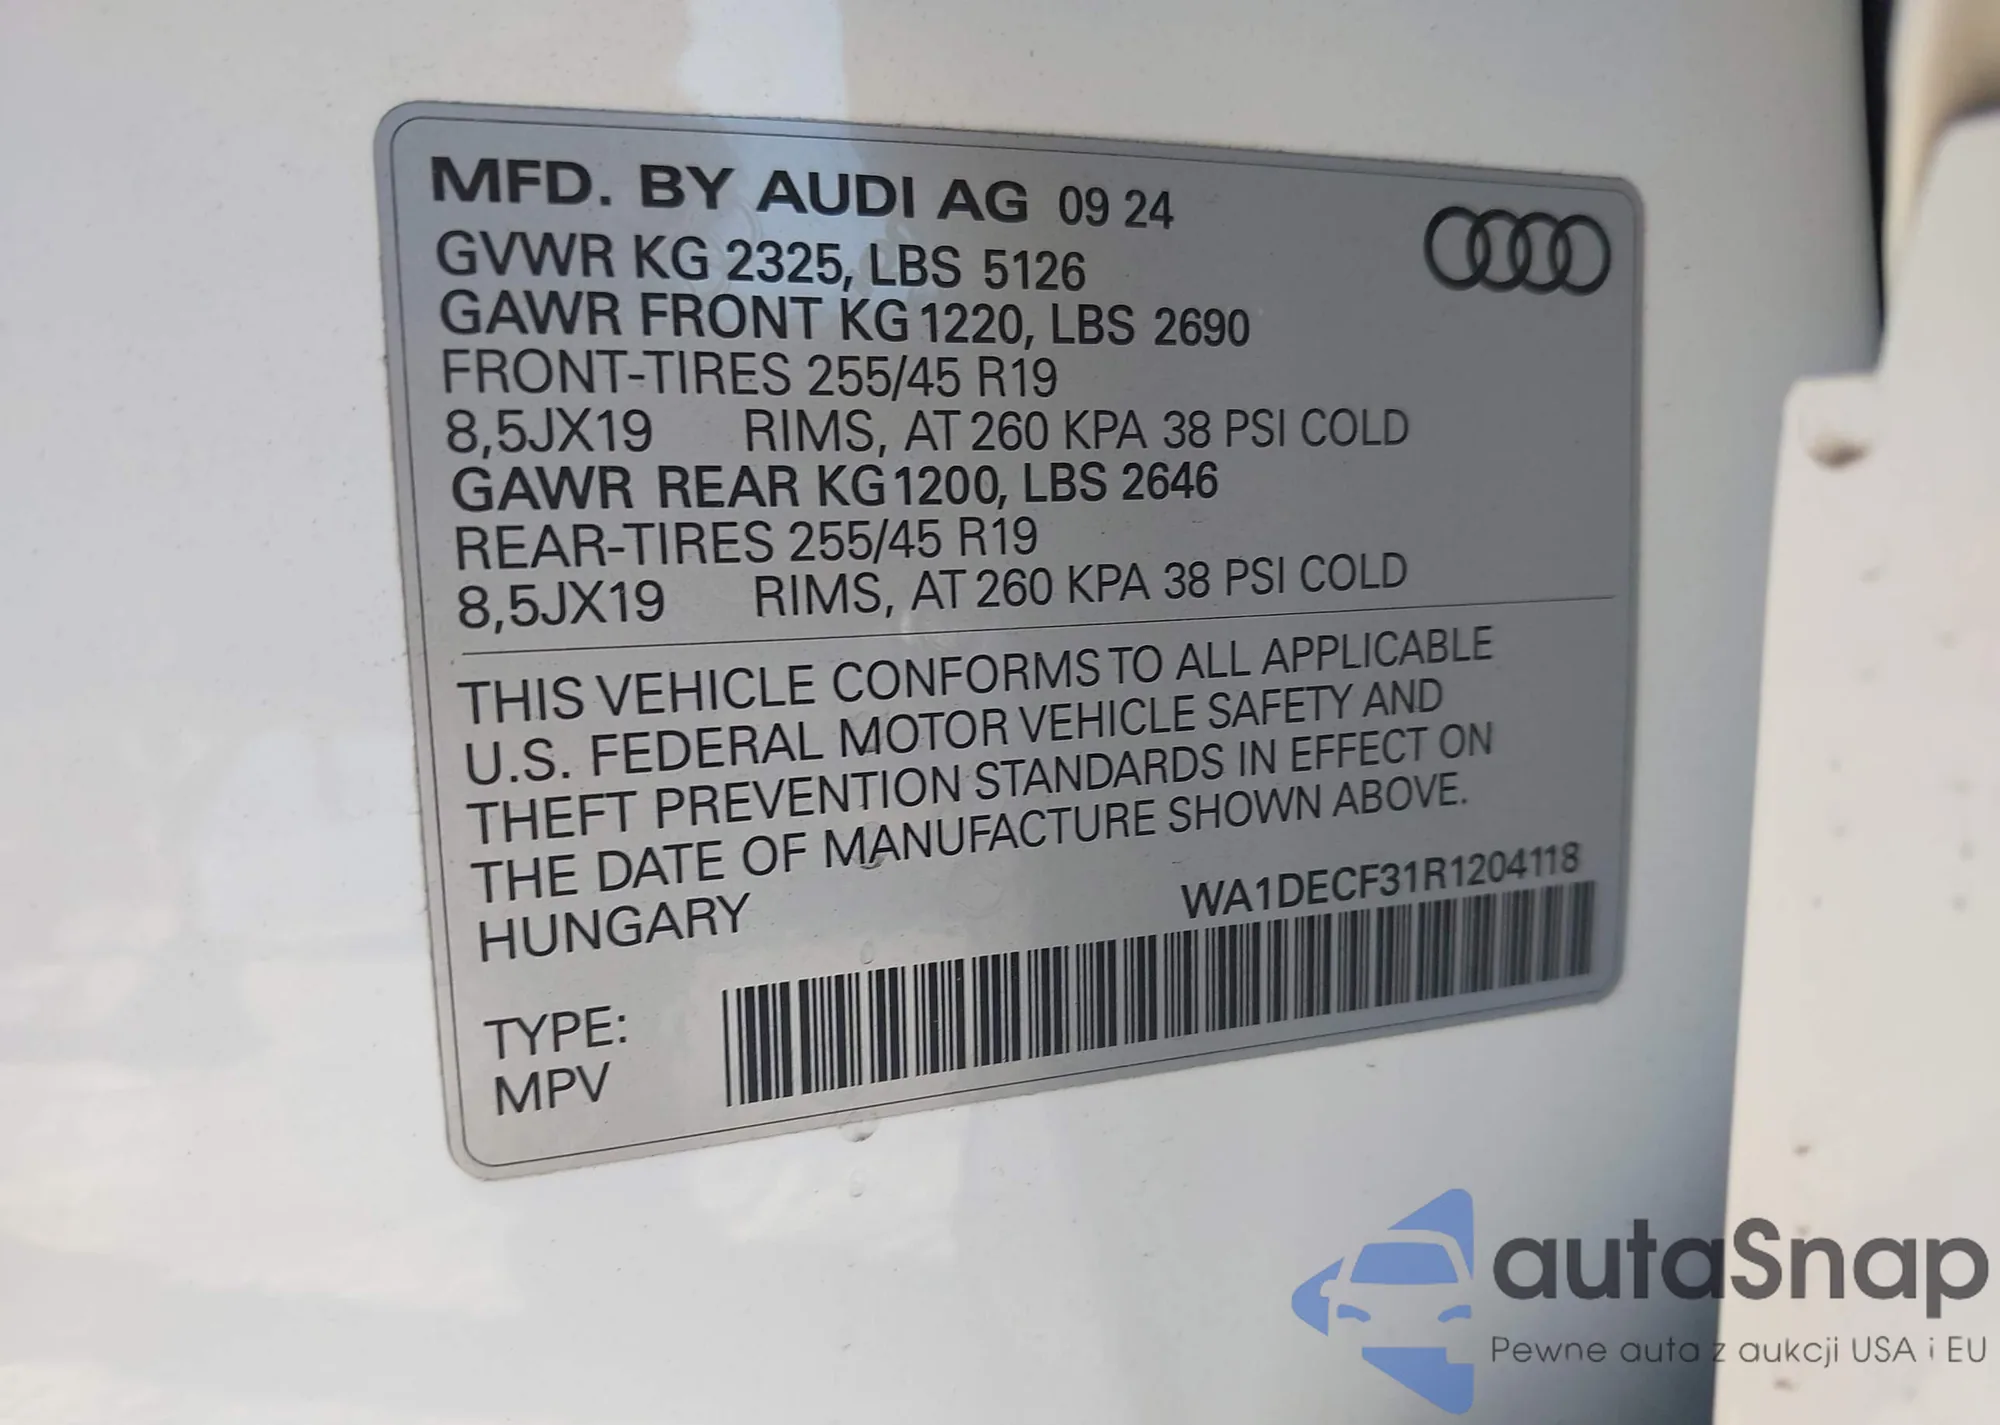 MFD. BY AUDI AG 09 24
GVWR KG 2325, LBS 5126
GAWR FRONT KG 1220, LBS 2690
FRONT-TIRES 255/45 R19
8,5JX19 RIMS, AT 260 KPA 38 PSI COLD
GAWR REAR KG 1200, LBS 2646
REAR-TIRES 255/45 R19
8,5JX19 RIMS, AT 260 KPA 38 PSI COLD
THIS VEHICLE CONFORMS TO ALL APPLICABLE
U.S. FEDERAL MOTOR VEHICLE SAFETY AND
THEFT PREVENTION STANDARDS IN EFFECT ON
THE DATE OF MANUFACTURE SHOWN ABOVE.
HUNGARY
WA1DECF31R1204118
TYPE:
MPV
autaSnap
Pewne auta z aukcji USA i EU